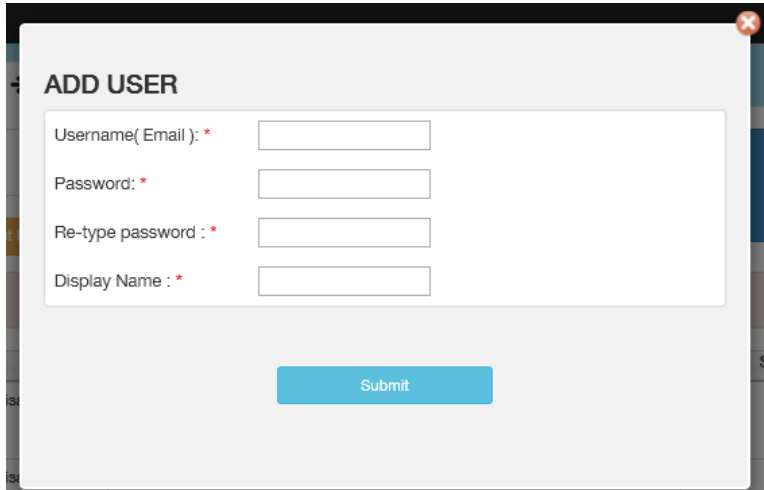 ADD USER
Username( Email ): *
Password: *
Re-type password : *
Display Name : *
Submit